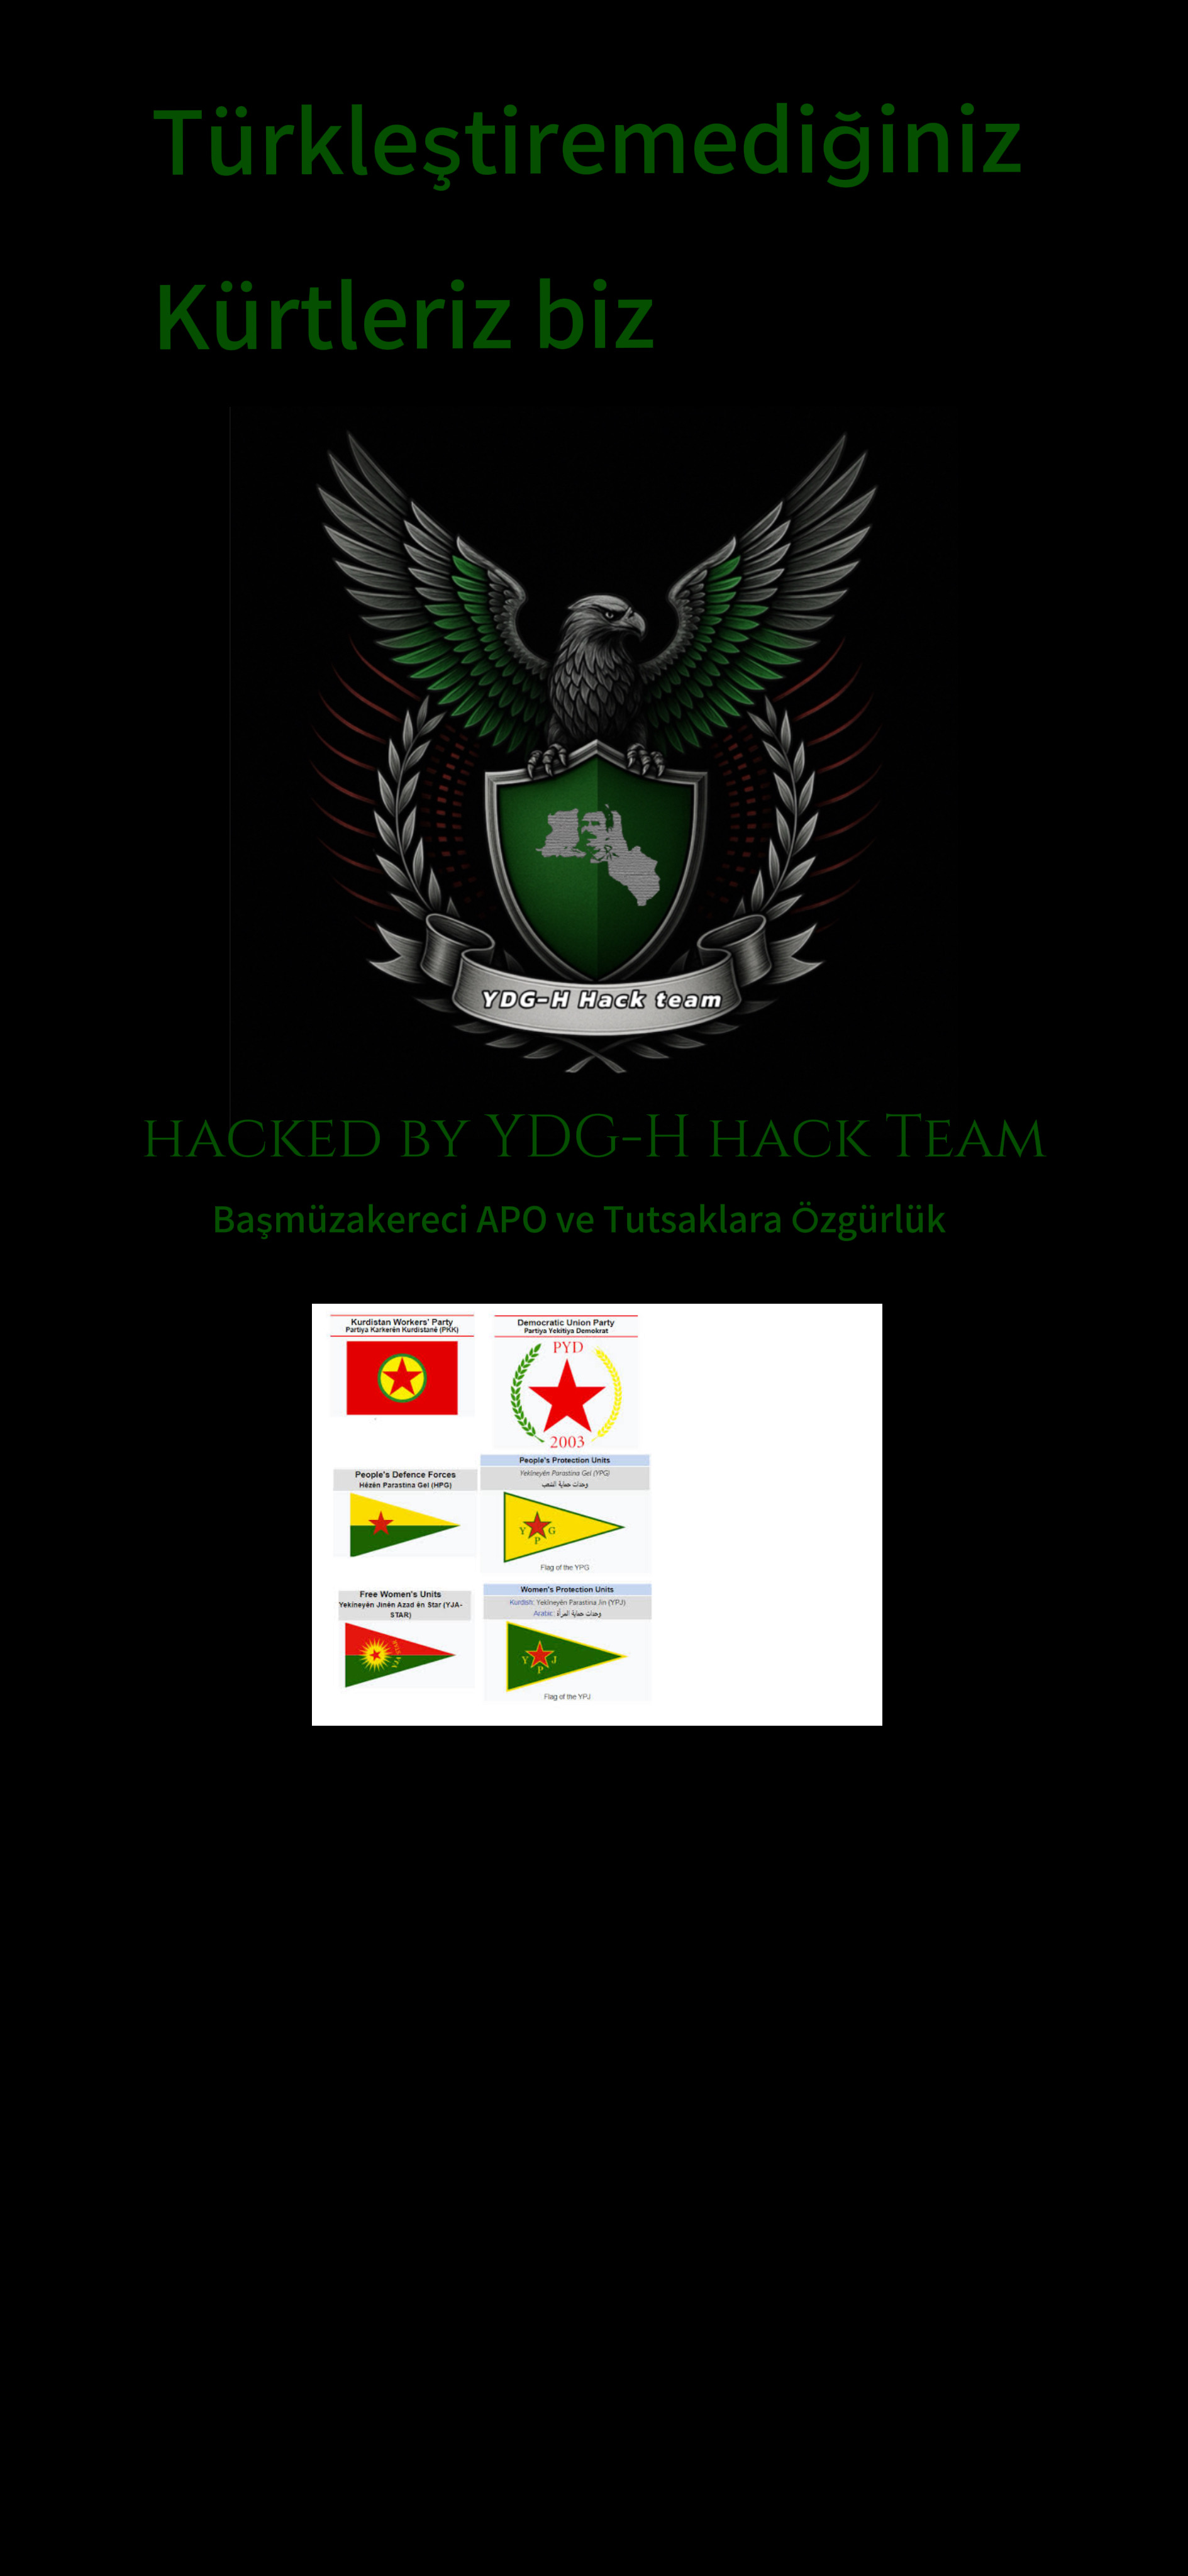 Türkleştiremediğiniz
Kürtleriz biz
YDG-H Hack team
HACKED BY YDG-H HACK TEAM
Başmüzakereci APO ve Tutsaklara Özgürlük
Kurdistan Workers' Party
Partiya Karkerên Kurdistanê (PKK)
Democratic Union Party
Partiya Yekîtiya Demokrat
PYD
2003
People's Defence Forces
Hêzên Parastina Gel (HPG)
People's Protection Units
Yekîneyên Parastina Gel (YPG)
وحدات حماية الشعب
Y P G
Flag of the YPG
Free Women's Units
Yekîneyên Jinên Azad ên Star (YJA-
STAR)
Women's Protection Units
Kurdish: Yekîneyên Parastina Jin (YPJ)
Arabic: وحدات حماية المرأة
Y P J
Flag of the YPJ